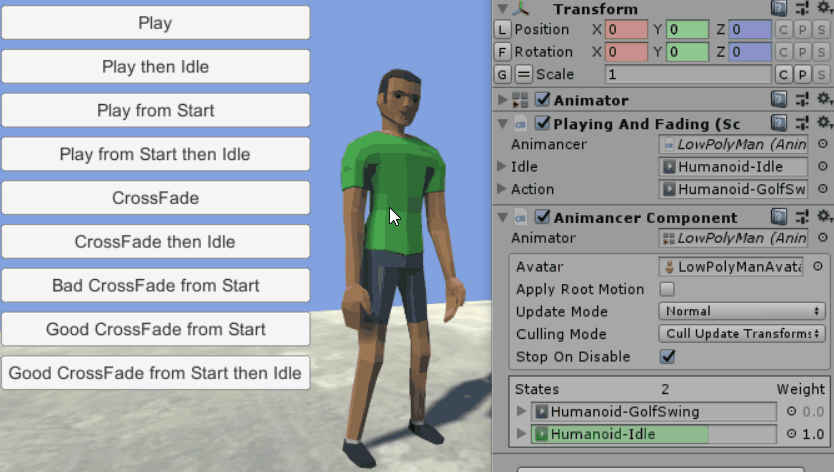 Play
Play then Idle
Play from Start
Play from Start then Idle
CrossFade
CrossFade then Idle
Bad CrossFade from Start
Good CrossFade from Start
Good CrossFade from Start then Idle
Transform
L Position X 0 Y 0 Z 0 C P S
F Rotation X 0 Y 0 Z 0 C P S
G = Scale 1 C P S
Animator
Playing And Fading (Sc
Animancer LowPolyMan (Anin
Idle Humanoid-Idle
Action Humanoid-GolfSw
Animancer Component
Animator LowPolyMan (Anin
Avatar LowPolyManAvata
Apply Root Motion
Update Mode Normal
Culling Mode Cull Update Transforms
Stop On Disable
States 2 Weight
Humanoid-GolfSwing 0.0
Humanoid-Idle 1.0